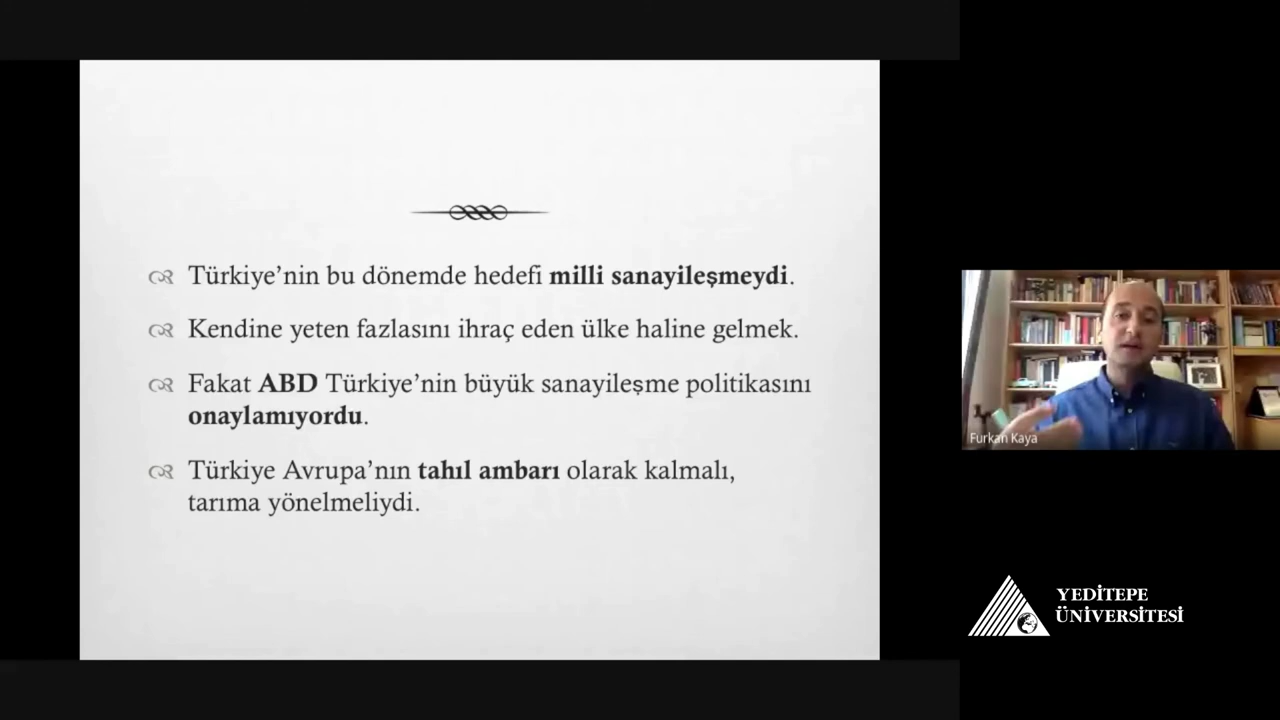 Türkiye’nin bu dönemde hedefi milli sanayileşmeydi.
Kendine yeten fazlasını ihraç eden ülke haline gelmek.
Fakat ABD Türkiye’nin büyük sanayileşme politikasını
onaylamıyordu.
Türkiye Avrupa’nın tahıl ambarı olarak kalmalı,
tarıma yönelmeliydi.
Furkan Kaya
YEDİTEPE
ÜNİVERSİTESİ